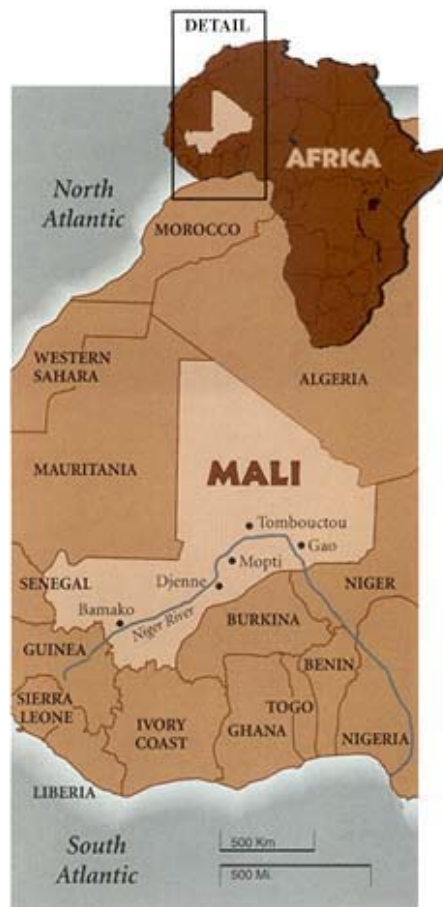 DETAIL
AFRICA
North
Atlantic
MOROCCO
WESTERN
SAHARA
ALGERIA
MAURITANIA
MALI
Tombouctou
Gao
Mopti
Djenne
SENEGAL
NIGER
Bamako
Niger River
BURKINA
GUINEA
BENIN
SIERRA
LEONE
IVORY
COAST
GHANA
TOGO
NIGERIA
LIBERIA
South
Atlantic
500 Km
500 Mi.